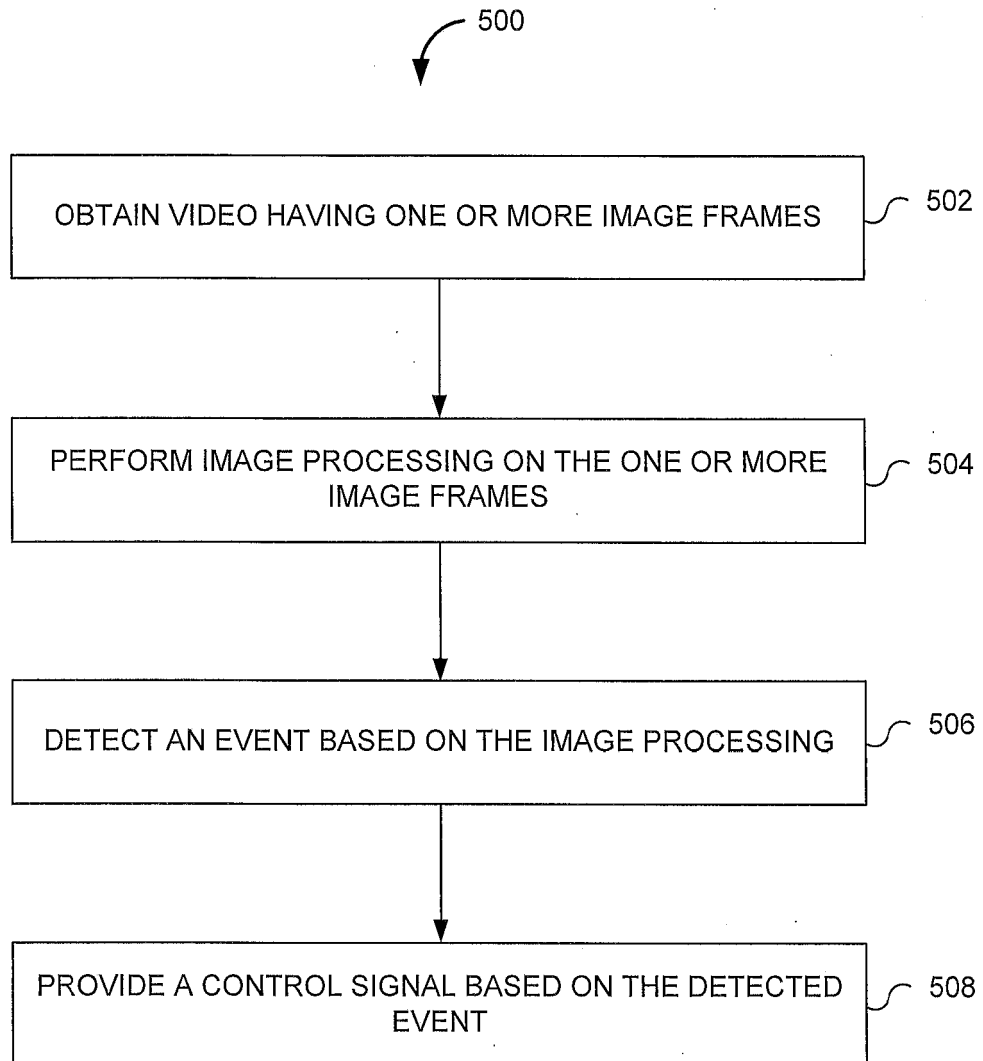 500
OBTAIN VIDEO HAVING ONE OR MORE IMAGE FRAMES
502
PERFORM IMAGE PROCESSING ON THE ONE OR MORE
IMAGE FRAMES
504
DETECT AN EVENT BASED ON THE IMAGE PROCESSING
506
PROVIDE A CONTROL SIGNAL BASED ON THE DETECTED
EVENT
508